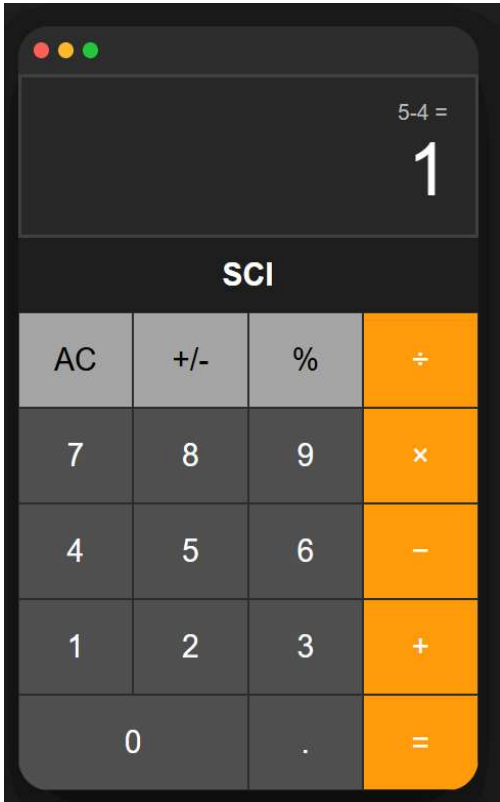 5-4 =
1
SCI
AC +/- % ÷
7 8 9 ×
4 5 6 −
1 2 3 +
0 . =